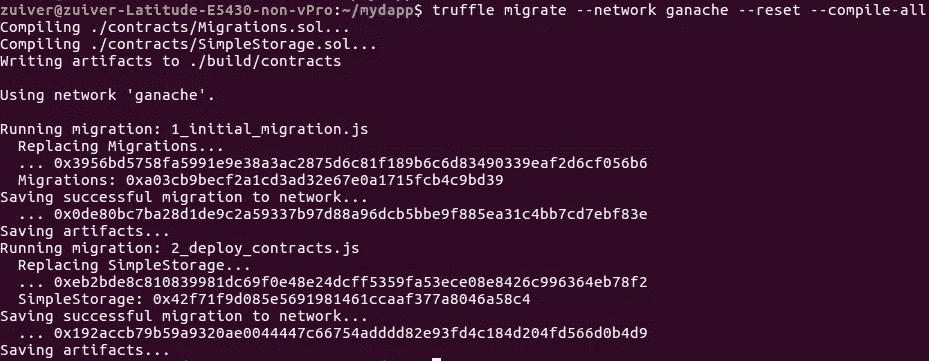 zuiver@zuiver-Latitude-E5430-non-vPro:~/mydapp$ truffle migrate --network ganache --reset --compile-all
Compiling ./contracts/Migrations.sol...
Compiling ./contracts/SimpleStorage.sol...
Writing artifacts to ./build/contracts
Using network 'ganache'.
Running migration: 1_initial_migration.js
Replacing Migrations...
... 0x3956bd5758fa5991e9e38a3ac2875d6c81f189b6c6d83490339eaf2d6cf056b6
Migrations: 0xa03cb9becf2a1cd3ad32e67e0a1715fcb4c9bd39
Saving successful migration to network...
... 0x0de80bc7ba28d1de9c2a59337b97d88a96dcb5bbe9f885ea31c4bb7cd7ebf83e
Saving artifacts...
Running migration: 2_deploy_contracts.js
Replacing SimpleStorage...
... 0xeb2bde8c810839981dc69f0e48e24dcff5359fa53ece08e8426c996364eb78f2
SimpleStorage: 0x42f71f9d085e5691981461ccaaf377a8046a58c4
Saving successful migration to network...
... 0x192accb79b59a9320ae0044447c66754adddd82e93fd4c184d204fd566d0b4d9
Saving artifacts...